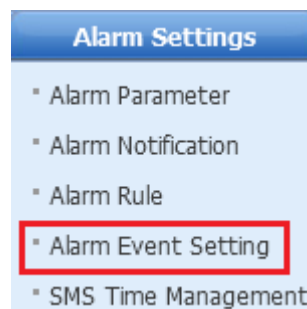 Alarm Settings
Alarm Parameter
Alarm Notification
Alarm Rule
Alarm Event Setting
SMS Time Management